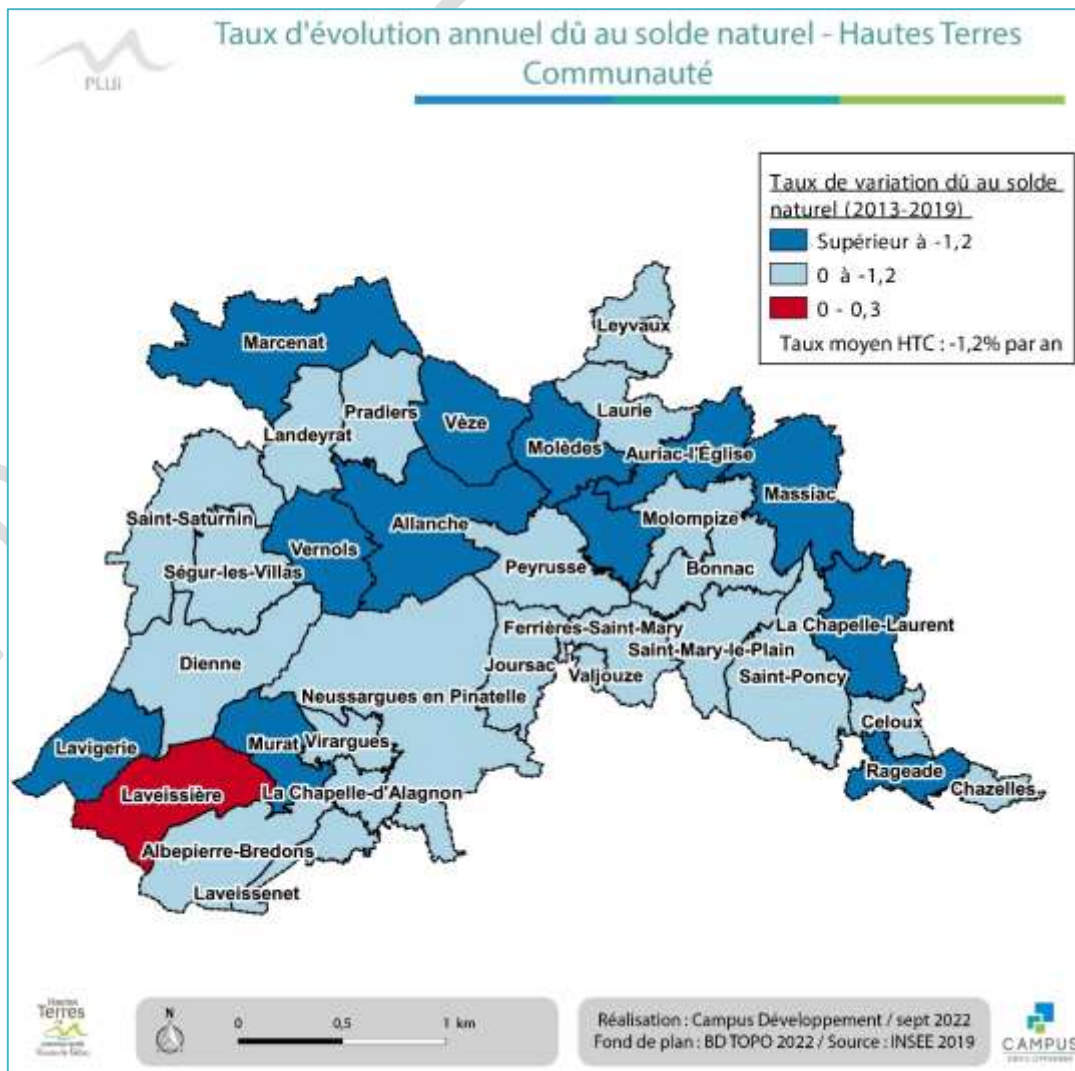 Taux d'évolution annuel dû au solde naturel - Hautes Terres
Communauté
PLUi
Taux de variation dû au solde
naturel (2013-2019)
Supérieur à -1,2
0 à -1,2
0 - 0,3
Taux moyen HTC : -1,2% par an
Leyvaux
Marcenat
Pradiers
Laurie
Landeyrat
Vèze
Molèdes
Auriac-l'Église
Massiac
Saint-Saturnin
Allanche
Molompize
Vernols
Ségur-les-Villas
Peyrusse
Bonnac
Ferrières-Saint-Mary
La Chapelle-Laurent
Dienne
Joursac
Saint-Mary-le-Plain
Valjouze
Saint-Poncy
Neussargues en Pinatelle
Celoux
Lavigerie
Murat
Virargues
Rageade
Chazelles
Laveissière
La Chapelle-d'Alagnon
Albepierre-Bredons
Laveissenet
Hautes
Terres
N
0
0,5
1 km
Réalisation : Campus Développement / sept 2022
Fond de plan : BD TOPO 2022 / Source : INSEE 2019
CAMPUS